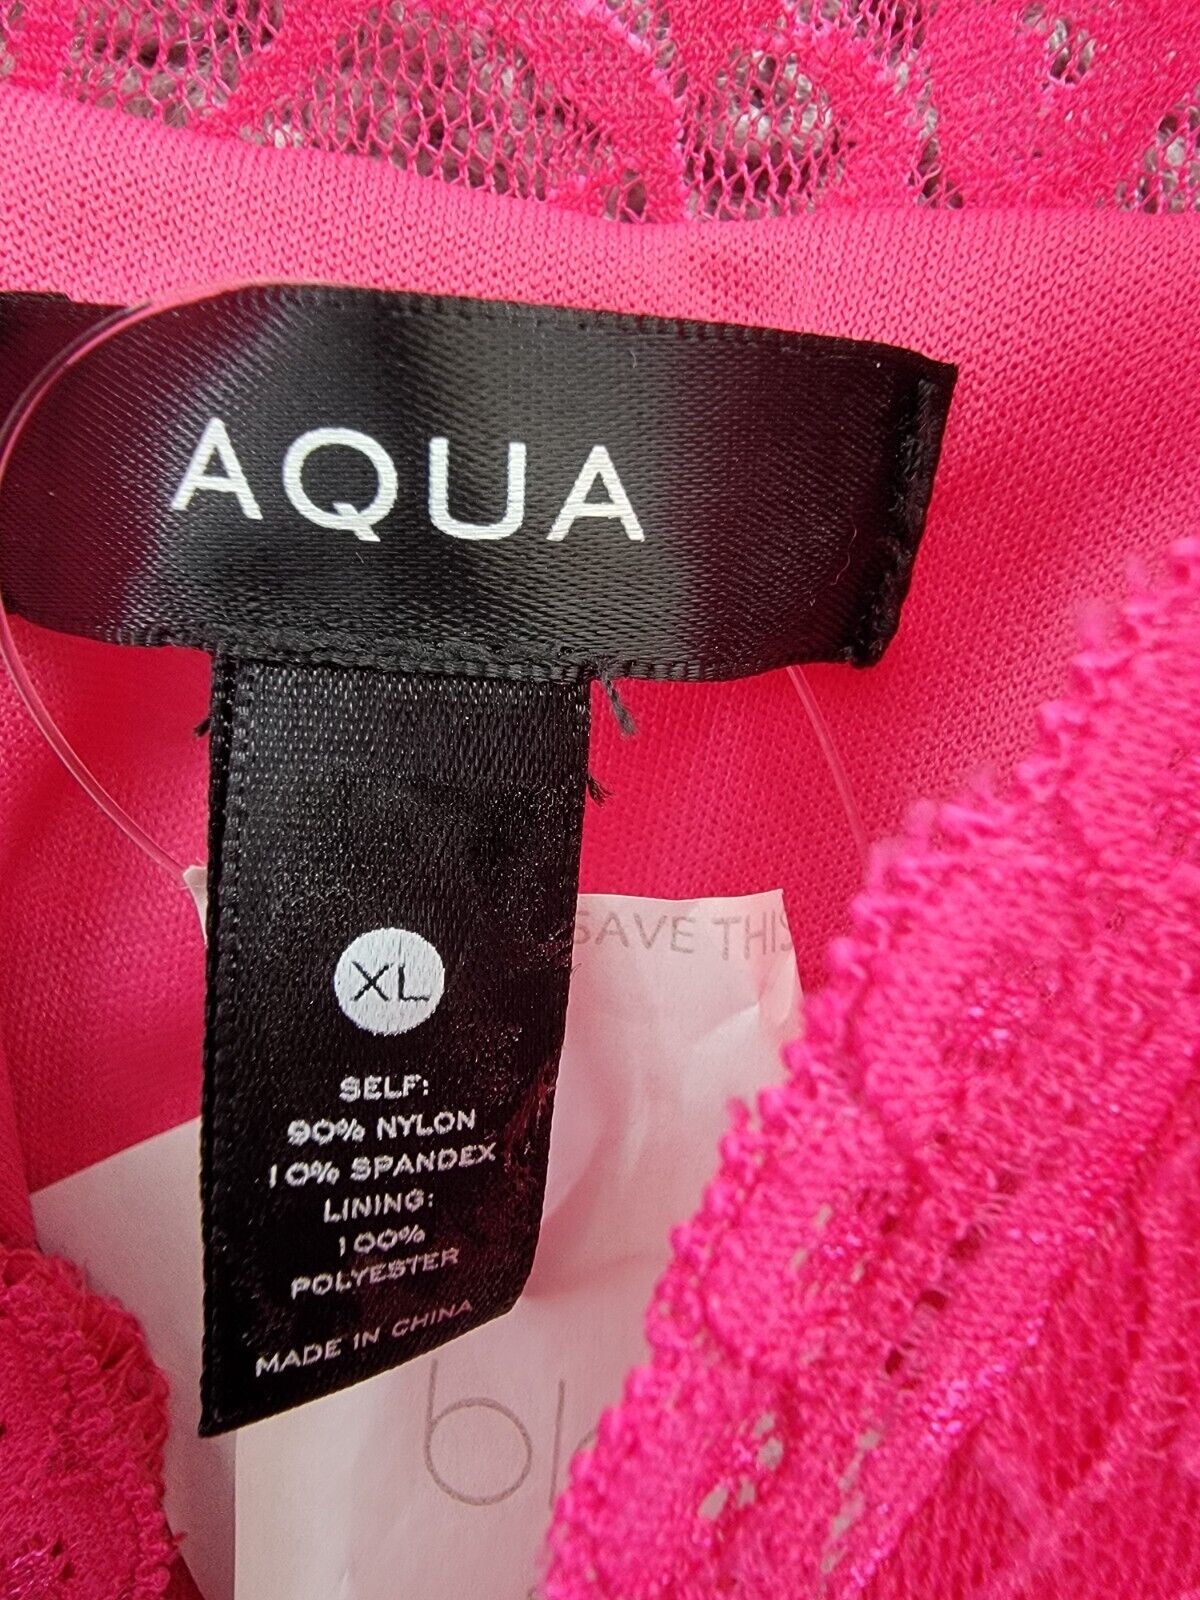 AQUA
XL
SELF:
90% NYLON
10% SPANDEX
LINING:
100%
POLYESTER
MADE IN CHINA
SAVE THIS